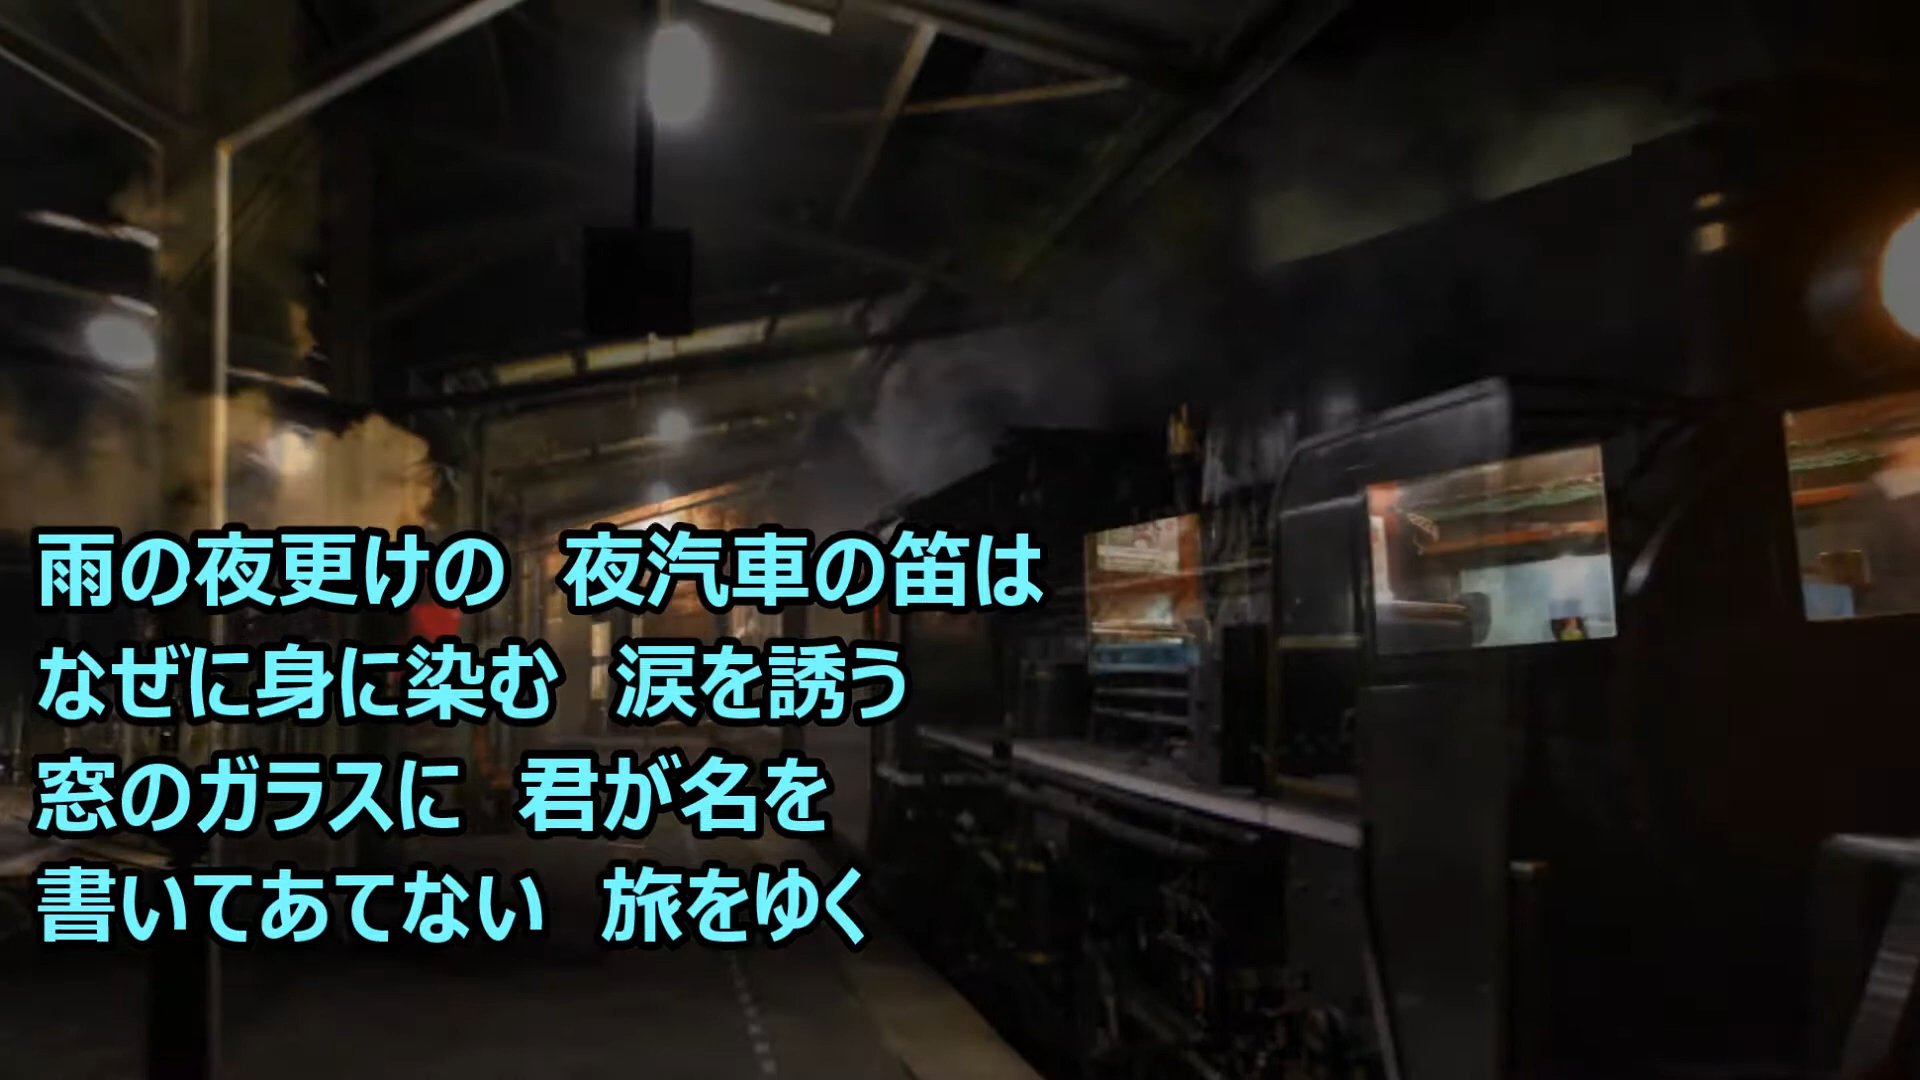 雨の夜更けの　夜汽車の笛は
なぜに身に染む　涙を誘う
窓のガラスに　君が名を
書いてあてない　旅をゆく